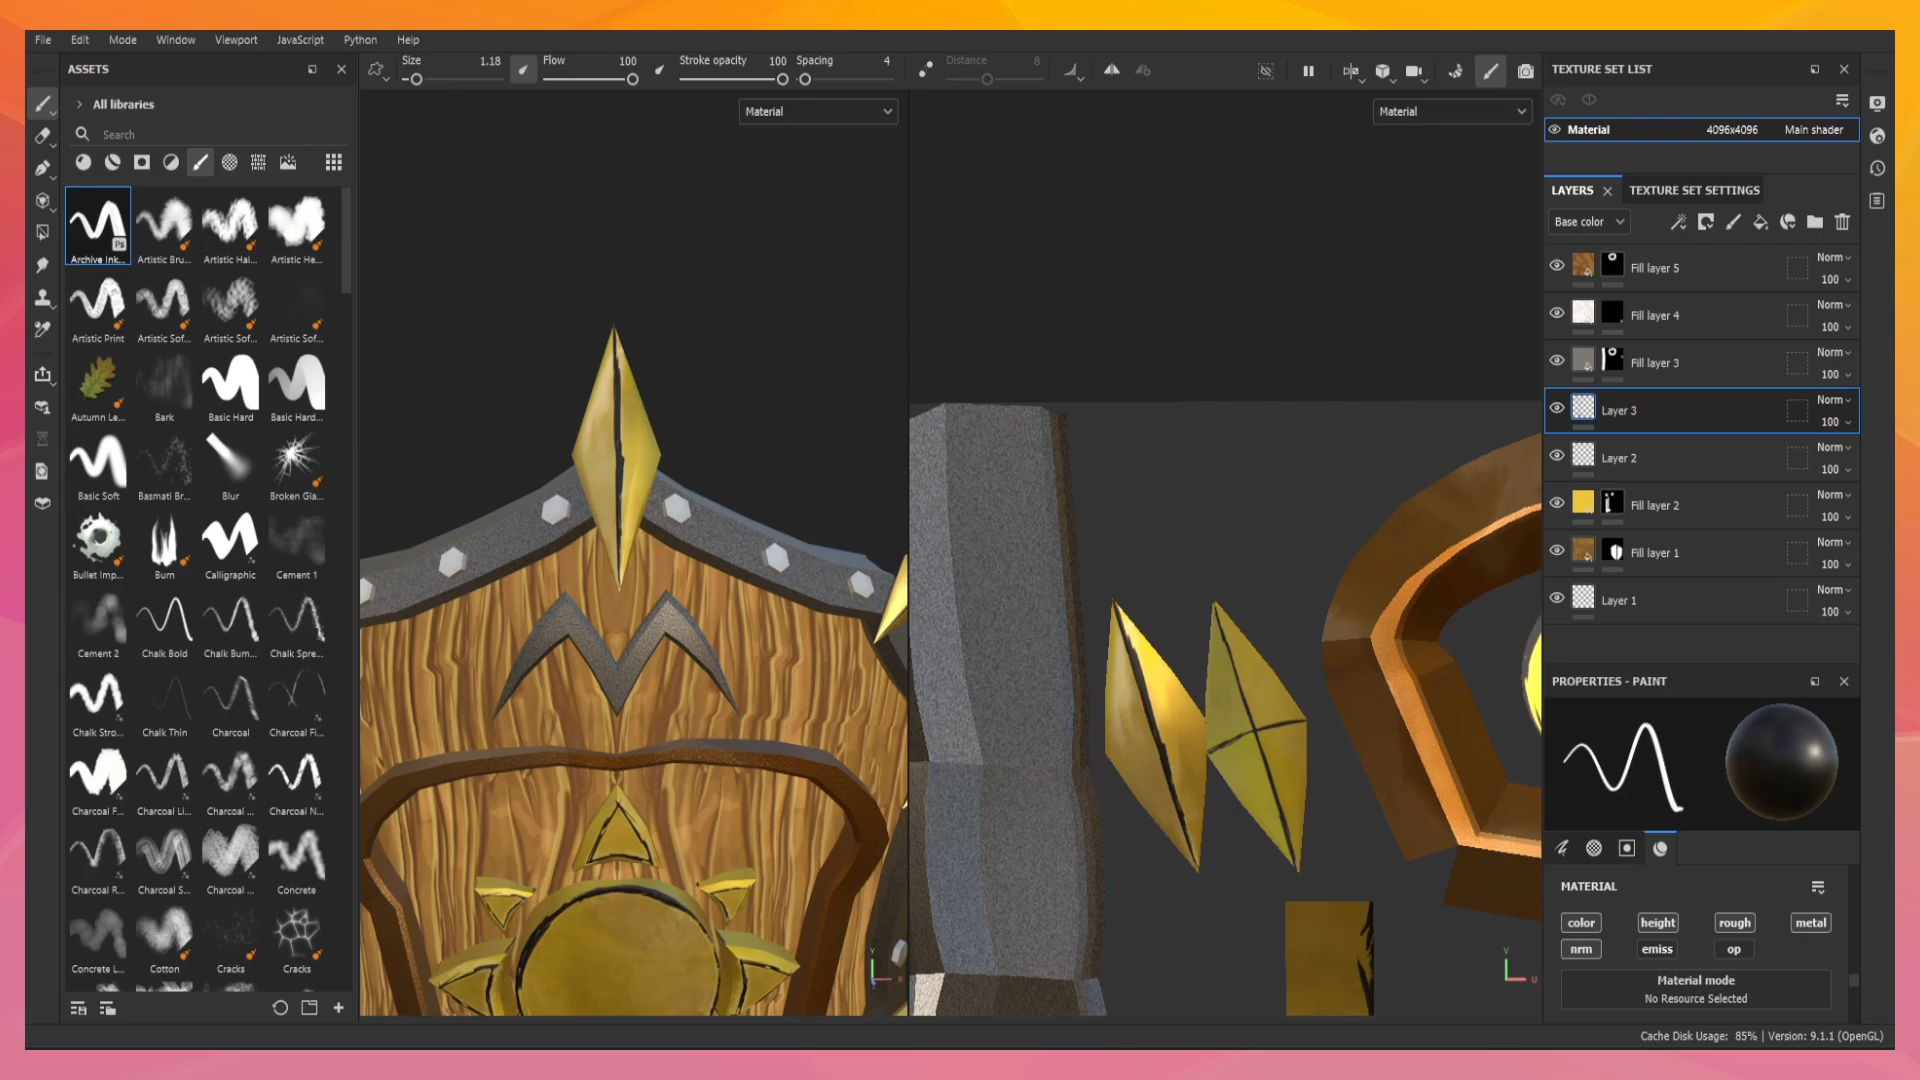 File Edit Mode Window Viewport JavaScript Python Help
ASSETS
All libraries
Search
Size 1.18
Flow 100
Stroke opacity 100
Spacing 4
Distance 8
Material
Material
Archive Ink... Artistic Bru... Artistic Hai... Artistic He...
Ps
Artistic Print Artistic Sof... Artistic Sof... Artistic Sof...
Autumn Le... Bark Basic Hard Basic Hard...
Basic Soft Basmati Br... Blur Broken Gla...
Bullet Imp... Burn Calligraphic Cement 1
Cement 2 Chalk Bold Chalk Bum... Chalk Spre...
Chalk Stro... Chalk Thin Charcoal Charcoal Fi...
Charcoal F... Charcoal Li... Charcoal ... Charcoal N...
Charcoal R... Charcoal S... Charcoal ... Concrete
Concrete L... Cotton Cracks Cracks
Y X
V U
TEXTURE SET LIST
Material 4096x4096 Main shader
LAYERS TEXTURE SET SETTINGS
Base color
Fill layer 5 Norm 100
Fill layer 4 Norm 100
Fill layer 3 Norm 100
Layer 3 Norm 100
Layer 2 Norm 100
Fill layer 2 Norm 100
Fill layer 1 Norm 100
Layer 1 Norm 100
PROPERTIES - PAINT
MATERIAL
color height rough metal
nrm emiss op
Material mode
No Resource Selected
Cache Disk Usage: 85% | Version: 9.1.1 (OpenGL)